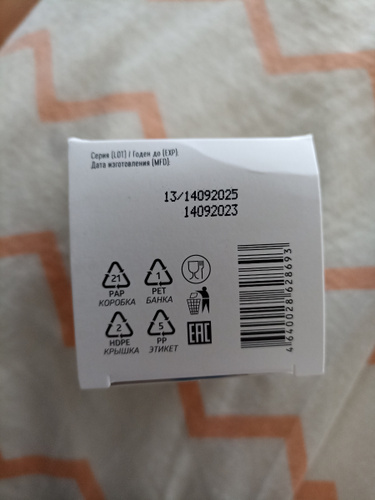 Серия (LOT) / Годен до (EXP)
Дата изготовления (MFD)
13/14092025
14092023
21
PAP
КОРОБКА
1
PET
БАНКА
2
HDPE
КРЫШКА
5
PP
ЭТИКЕТ
EAC
4640028628693